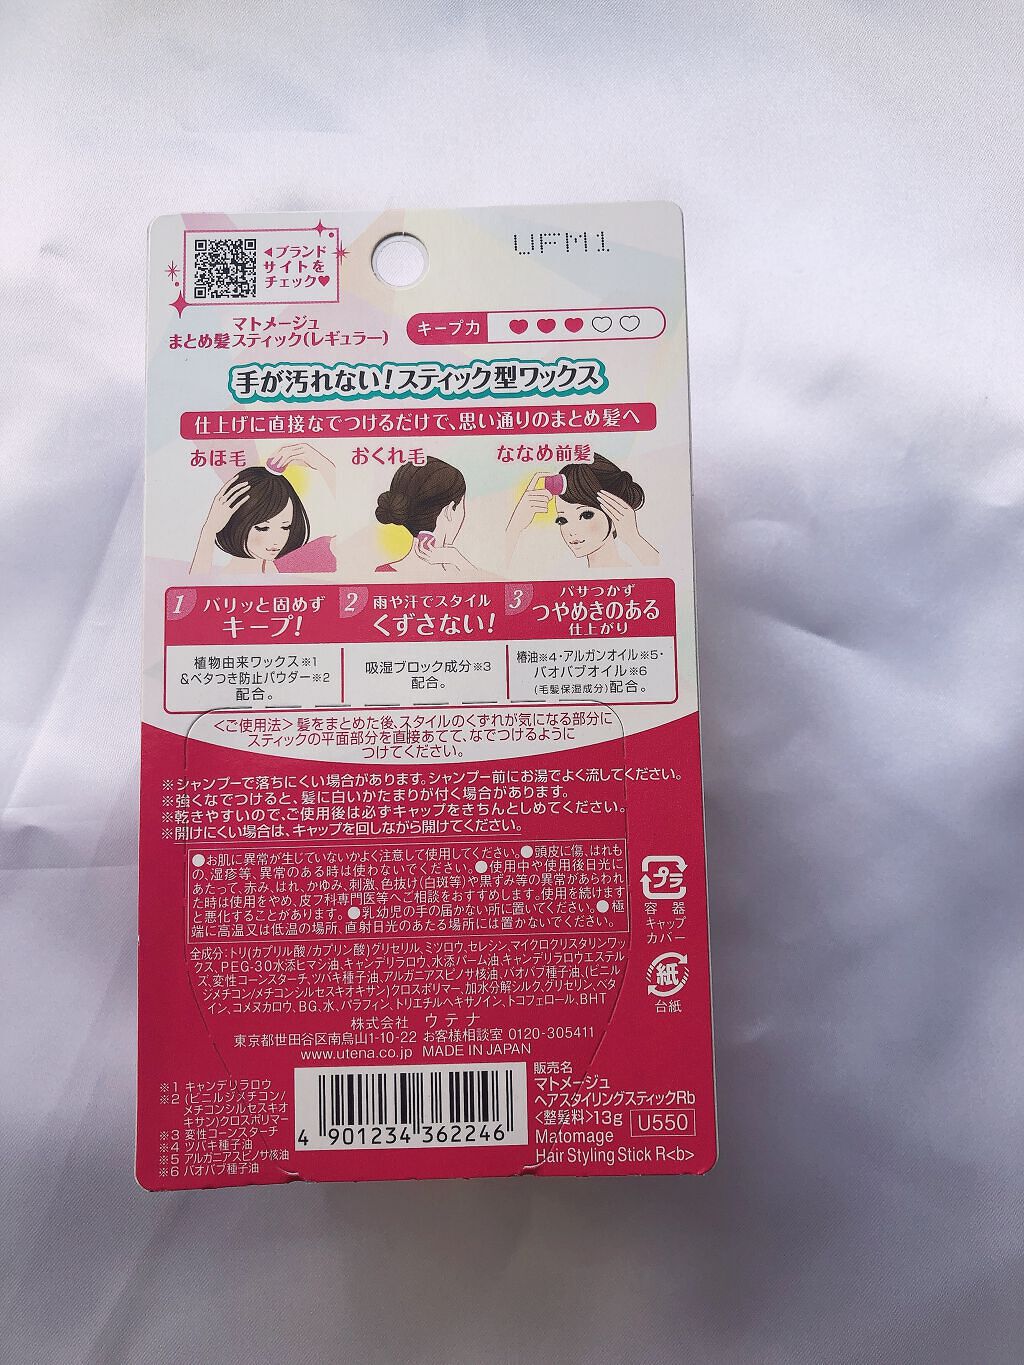 ◀ブランド
サイトを
チェック♥
UFM1
マトメージュ
まとめ髪スティック(レギュラー)
キープ力 ♥♥♥♡♡
手が汚れない!スティック型ワックス
仕上げに直接なでつけるだけで、思い通りのまとめ髪へ
あほ毛
おくれ毛
ななめ前髪
1 バリッと固めず
キープ!
植物由来ワックス※1
&ベタつき防止パウダー※2
配合。
2 雨や汗でスタイル
くずさない!
吸湿ブロック成分※3
配合。
3 パサつかず
つやめきのある
仕上がり
椿油※4・アルガンオイル※5・
バオバブオイル※6
(毛髪保湿成分)配合。
<ご使用法>髪をまとめた後、スタイルのくずれが気になる部分に
スティックの平面部分を直接あてて、なでつけるように
つけてください。
※シャンプーで落ちにくい場合があります。シャンプー前にお湯でよく流してください。
※強くなでつけると、髪に白いかたまりが付く場合があります。
※乾きやすいので、ご使用後は必ずキャップをきちんとしめてください。
※開けにくい場合は、キャップを回しながら開けてください。
●お肌に異常が生じていないかよく注意して使用してください。●頭皮に傷、はれも
の、湿疹等、異常のある時は使わないでください。●使用中や使用後日光に
あたって、赤み、はれ、かゆみ、刺激、色抜け(白斑等)や黒ずみ等の異常があらわれ
た時は使用をやめ、皮フ科専門医等へご相談をおすすめします。使用を続けます
と悪化することがあります。●乳幼児の手の届かない所に置いてください。●極
端に高温又は低温の場所、直射日光のあたる場所には置かないでください。
プラ
容器
キャップ
カバー
紙
台紙
全成分:トリ(カプリル酸/カプリン酸)グリセリル、ミツロウ、セレシン、マイクロクリスタリンワッ
クス、PEG-30水添ヒマシ油、キャンデリラロウ、水添パーム油、キャンデリラロウエステル
ズ、変性コーンスターチ、ツバキ種子油、アルガニアスピノサ核油、バオバブ種子油、(ビニル
ジメチコン/メチコンシルセスキオキサン)クロスポリマー、加水分解シルク、グリセリン、ベタ
イン、コメヌカロウ、BG、水、パラフィン、トリエチルヘキサノイン、トコフェロール、BHT
株式会社 ウテナ
東京都世田谷区南烏山1-10-22 お客様相談室 0120-305411
www.utena.co.jp MADE IN JAPAN
※1 キャンデリラロウ
※2 (ビニルジメチコン/
メチコンシルセスキオ
キサン)クロスポリマー
※3 変性コーンスターチ
※4 ツバキ種子油
※5 アルガニアスピノサ核油
※6 バオバブ種子油
4 901234 362246
販売名
マトメージュ
ヘアスタイリングスティックRb
<整髪料>13g U550
Matomage
Hair Styling Stick R<b>